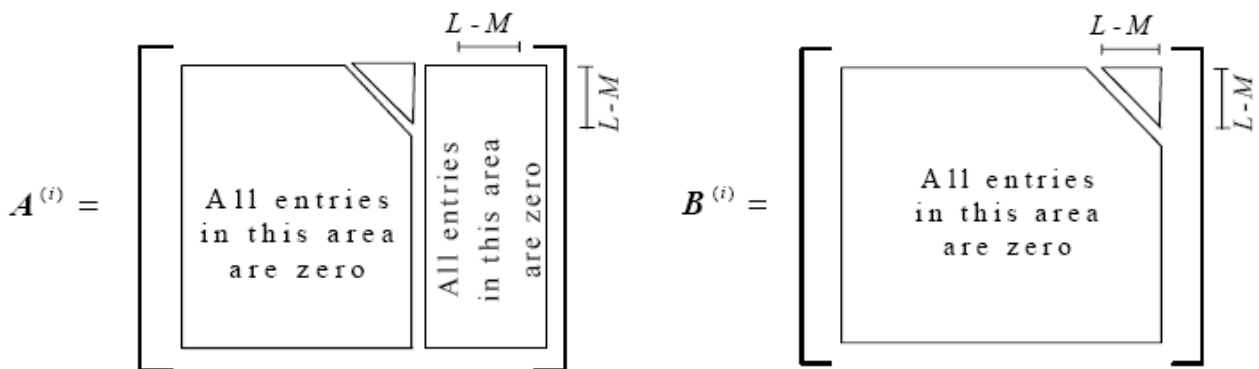 L - M
L - M
A(i) =
All entries
in this area
are zero
All entries
in this area
are zero
L - M
L - M
B(i) =
All entries
in this area
are zero